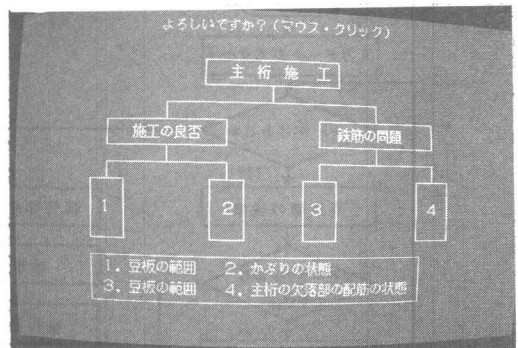 よろしいですか？(マウス・クリック)
主桁施工
施工の良否 鉄筋の問題
1 2 3 4
1. 豆板の範囲 2. かぶりの状態
3. 豆板の範囲 4. 主桁の欠落部の配筋の状態